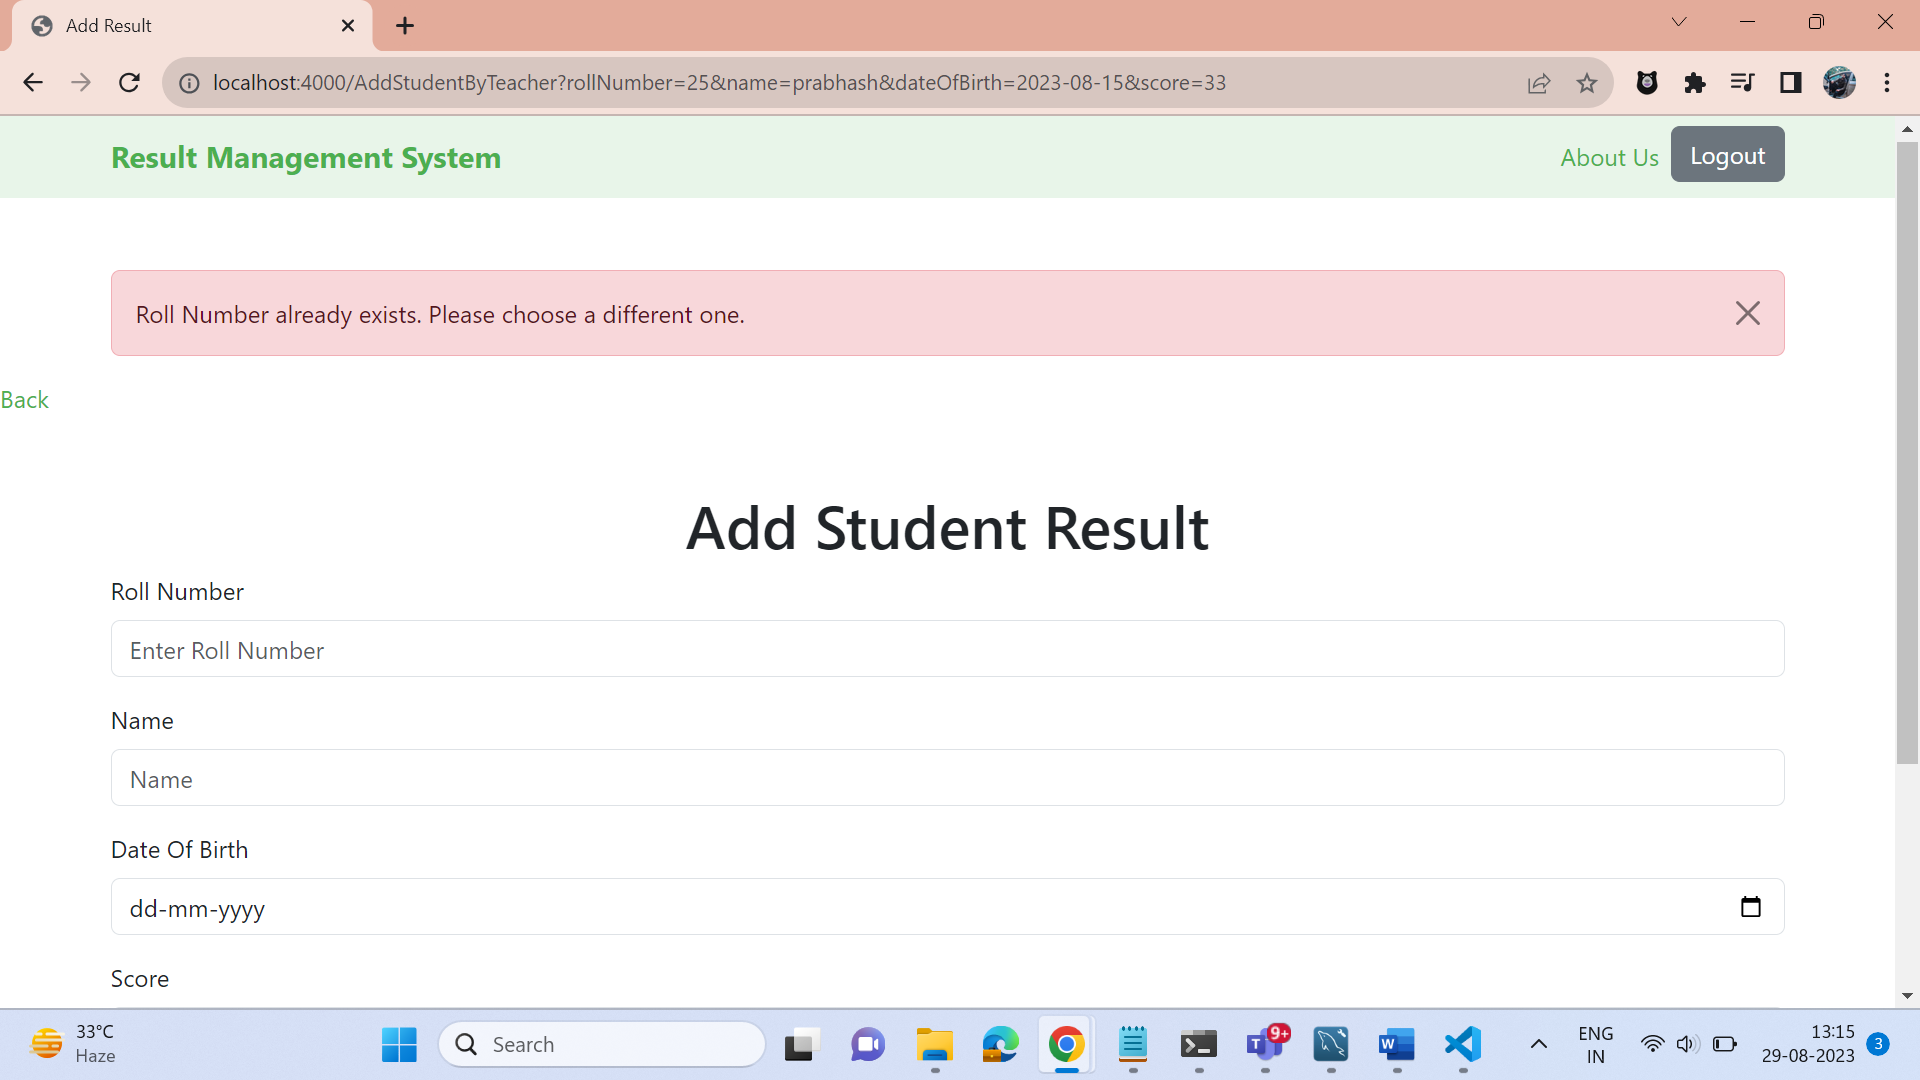 Add Result
localhost:4000/AddStudentByTeacher?rollNumber=25&name=prabhash&dateOfBirth=2023-08-15&score=33
Result Management System
About Us
Logout
Roll Number already exists. Please choose a different one.
Back
Add Student Result
Roll Number
Enter Roll Number
Name
Name
Date Of Birth
dd-mm-yyyy
Score
33°C
Haze
Search
T
9+
W
ENG
IN
13:15
29-08-2023
3